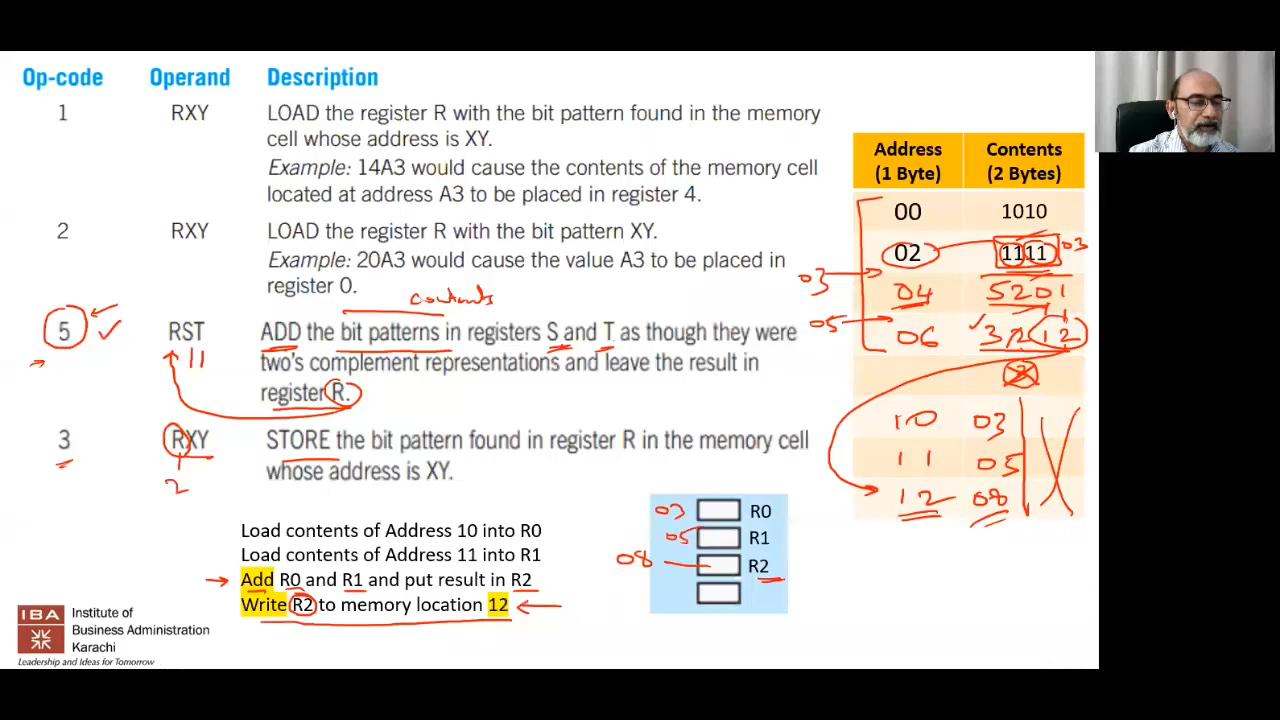 Op-code Operand Description
1 RXY LOAD the register R with the bit pattern found in the memory
cell whose address is XY.
Example: 14A3 would cause the contents of the memory cell
located at address A3 to be placed in register 4.
2 RXY LOAD the register R with the bit pattern XY.
Example: 20A3 would cause the value A3 to be placed in
register 0.
contents
5 RST ADD the bit patterns in registers S and T as though they were
two's complement representations and leave the result in
register R.
3 RXY STORE the bit pattern found in register R in the memory cell
whose address is XY.
2
Load contents of Address 10 into R0
Load contents of Address 11 into R1
Add R0 and R1 and put result in R2
Write R2 to memory location 12
03 R0
05 R1
08 R2
Address Contents
(1 Byte) (2 Bytes)
00 1010
02 1111 03
03
04 5201
05
06 3212
10 03
11 05
12 08
IBA Institute of
Business Administration
Karachi
Leadership and Ideas for Tomorrow